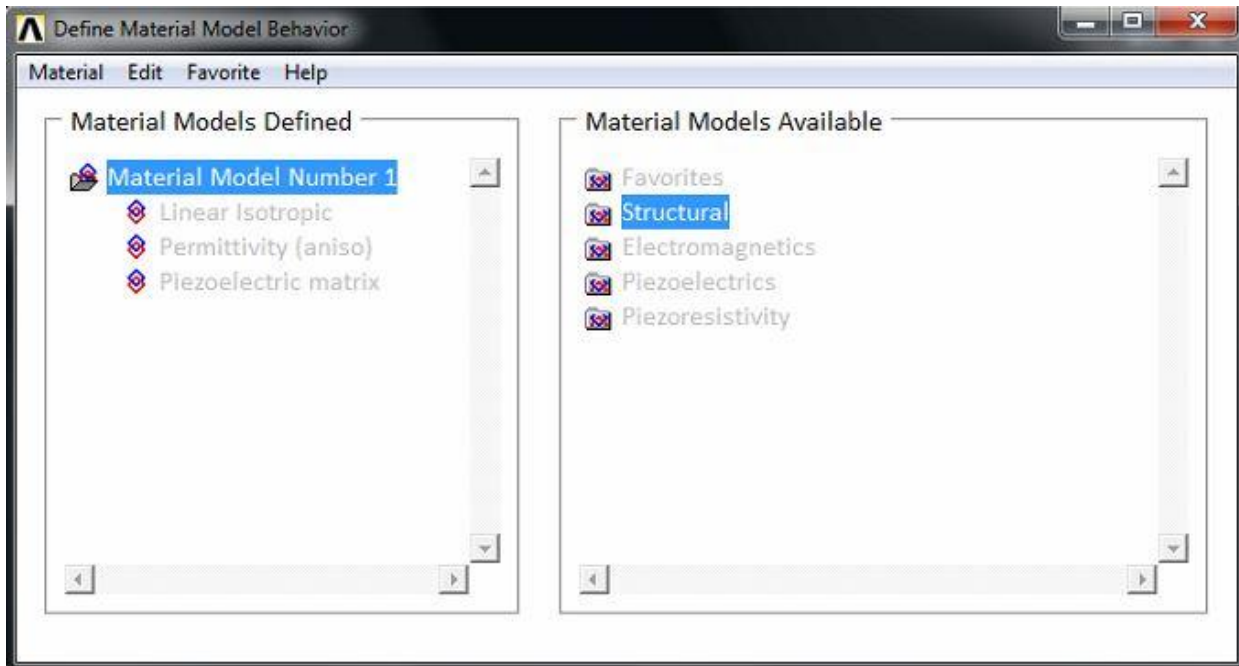 Define Material Model Behavior
Material Edit Favorite Help
Material Models Defined
Material Model Number 1
Linear Isotropic
Permittivity (aniso)
Piezoelectric matrix
Material Models Available
Favorites
Structural
Electromagnetics
Piezoelectrics
Piezoresistivity